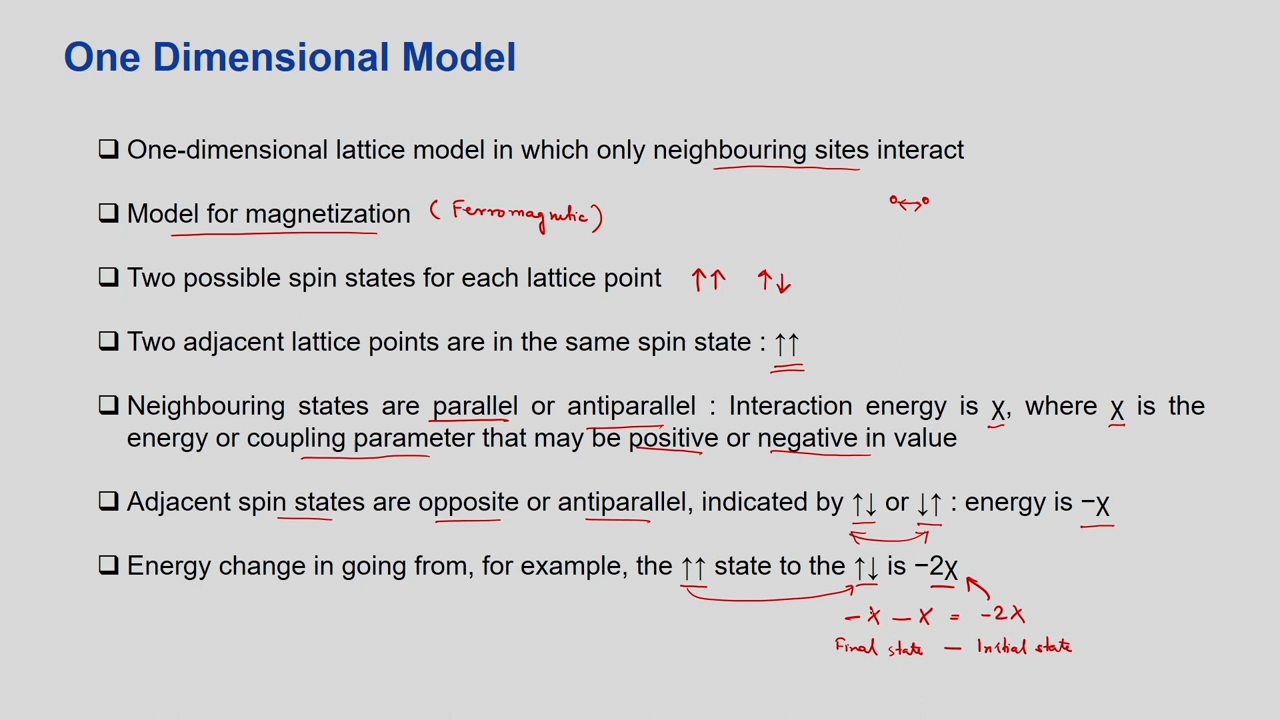 One Dimensional Model
❑ One-dimensional lattice model in which only neighbouring sites interact
❑ Model for magnetization (Ferromagnetic)
❑ Two possible spin states for each lattice point ↑↑ ↑↓
❑ Two adjacent lattice points are in the same spin state : ↑↑
❑ Neighbouring states are parallel or antiparallel : Interaction energy is χ, where χ is the
energy or coupling parameter that may be positive or negative in value
❑ Adjacent spin states are opposite or antiparallel, indicated by ↑↓ or ↓↑ : energy is −χ
❑ Energy change in going from, for example, the ↑↑ state to the ↑↓ is −2χ
−χ − χ = −2χ
Final state − Initial state